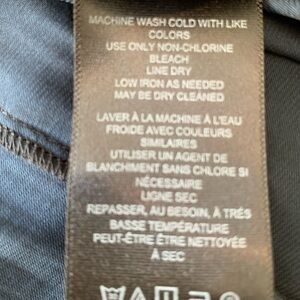 MACHINE WASH COLD WITH LIKE
COLORS
USE ONLY NON-CHLORINE
BLEACH
LINE DRY
LOW IRON AS NEEDED
MAY BE DRY CLEANED
LAVER À LA MACHINE À L'EAU
FROIDE AVEC COULEURS
SIMILAIRES
UTILISER UN AGENT DE
BLANCHIMENT SANS CHLORE SI
NÉCESSAIRE
LIGNE SEC
REPASSER, AU BESOIN, À TRÉS
BASSE TEMPÉRATURE
PEUT-ÊTRE ÊTRE NETTOYÉE
À SEC